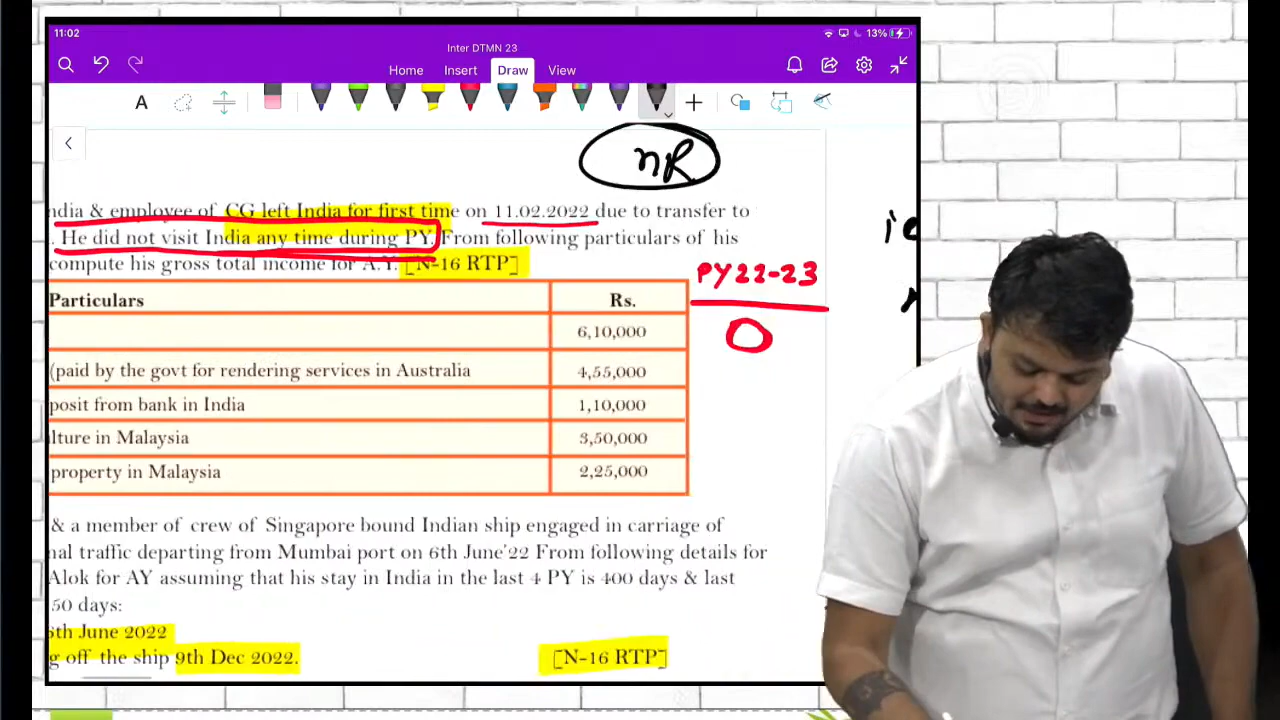 11:02
13%
Inter DTMN 23
Home Insert Draw View
A
nR
ndia & employee of CG left India for first time on 11.02.2022 due to transfer to
. He did not visit India any time during PY. From following particulars of his
compute his gross total income for A.Y. [N-16 RTP]
PY22-23
0
Particulars Rs.
6,10,000
(paid by the govt for rendering services in Australia 4,55,000
posit from bank in India 1,10,000
lture in Malaysia 3,50,000
property in Malaysia 2,25,000
& a member of crew of Singapore bound Indian ship engaged in carriage of
nal traffic departing from Mumbai port on 6th June'22 From following details for
Alok for AY assuming that his stay in India in the last 4 PY is 400 days & last
50 days:
6th June 2022
g off the ship 9th Dec 2022.
[N-16 RTP]